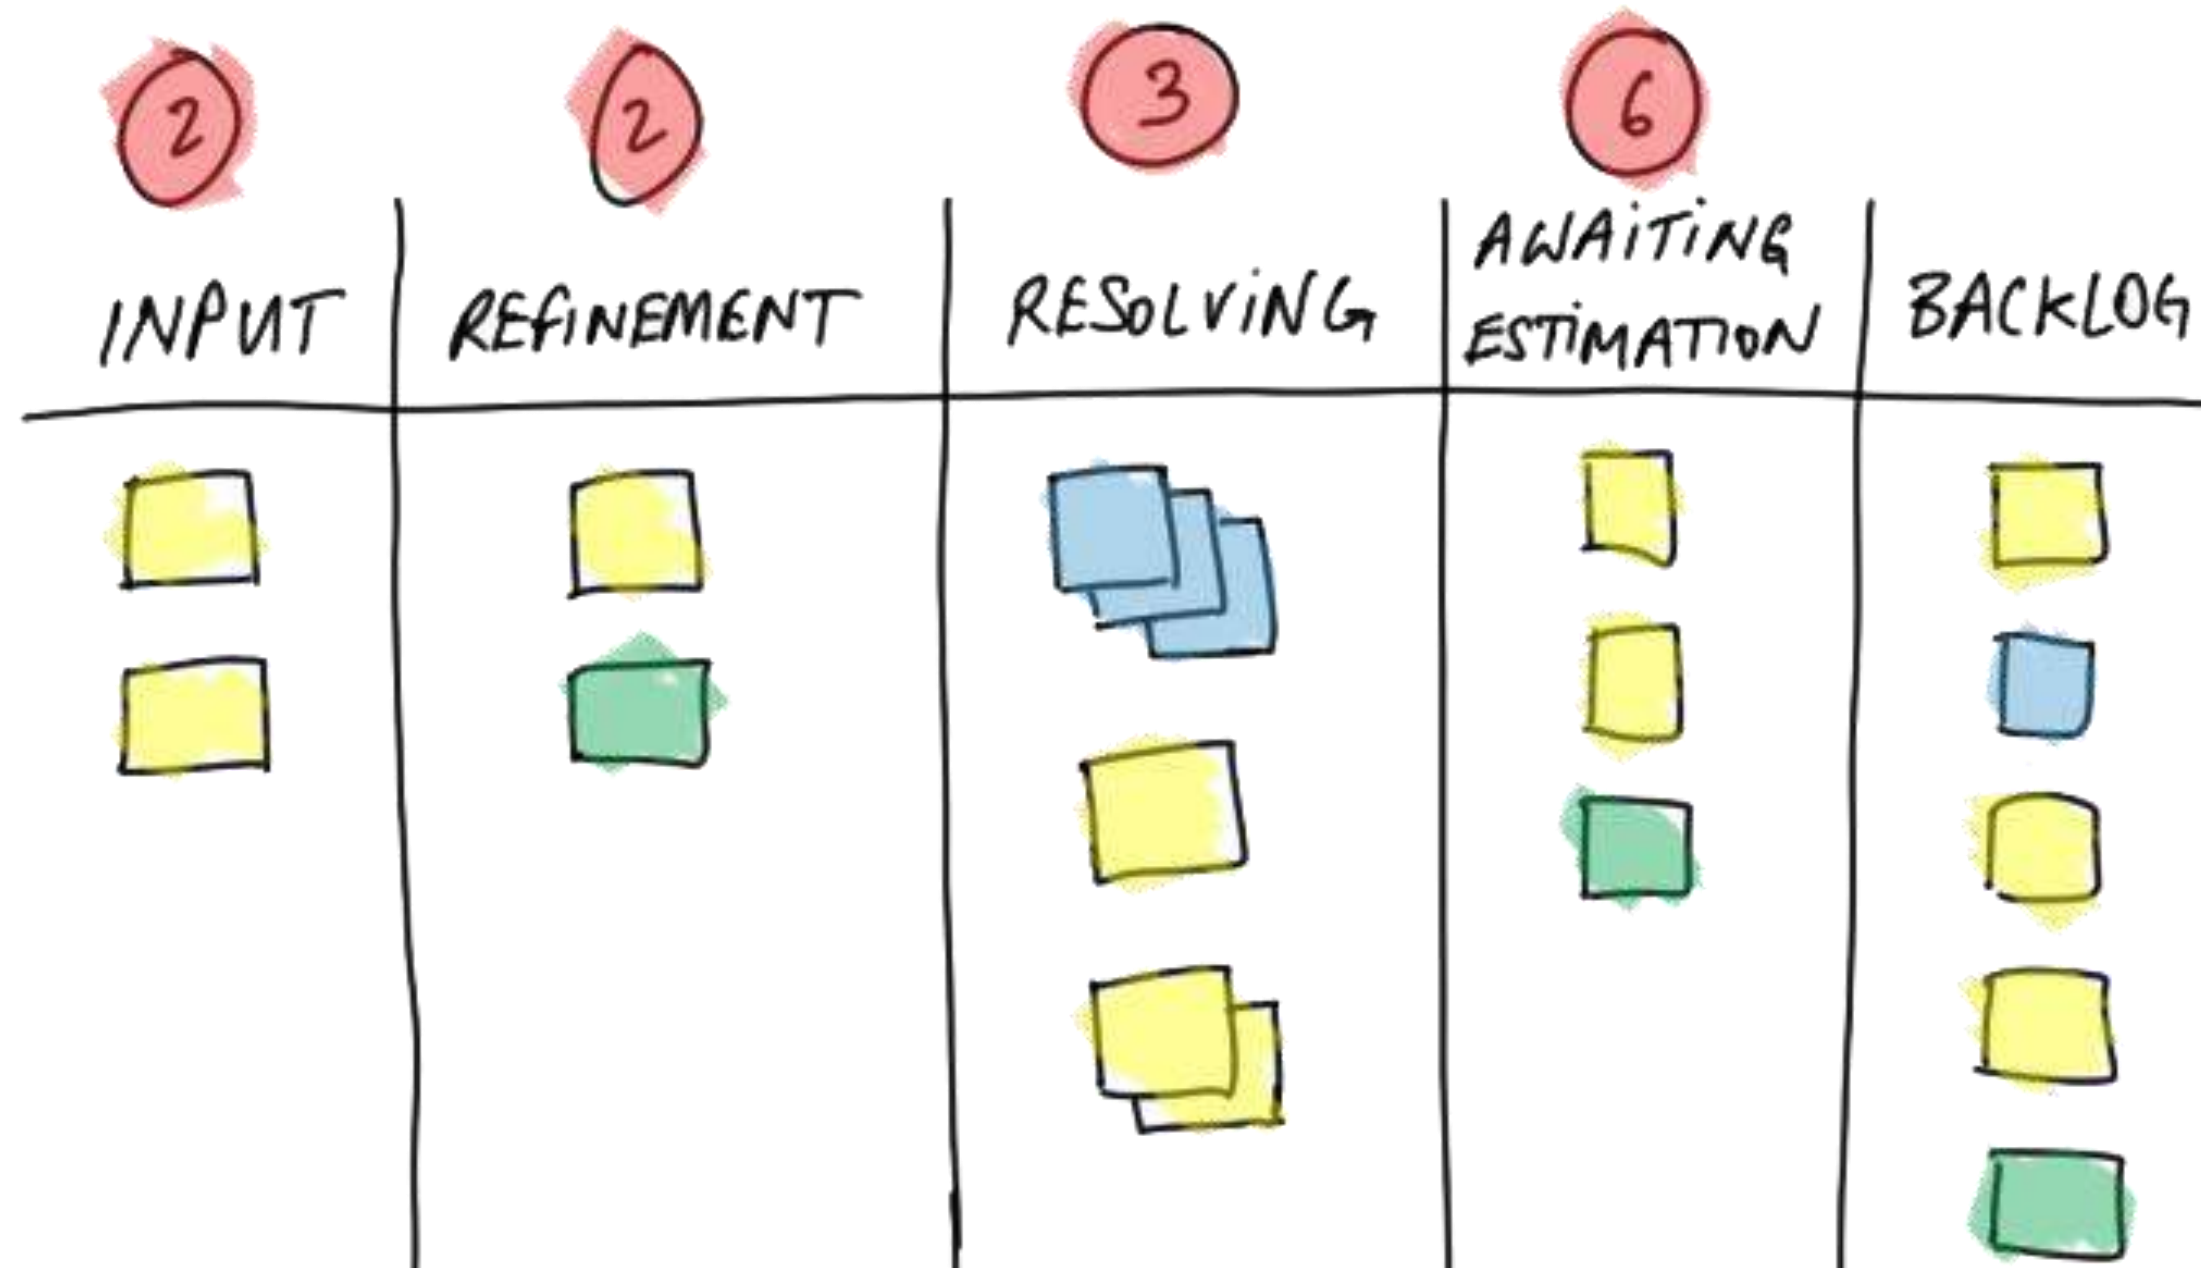 2
2
3
6
INPUT
REFINEMENT
RESOLVING
AWAITING
ESTIMATION
BACKLOG